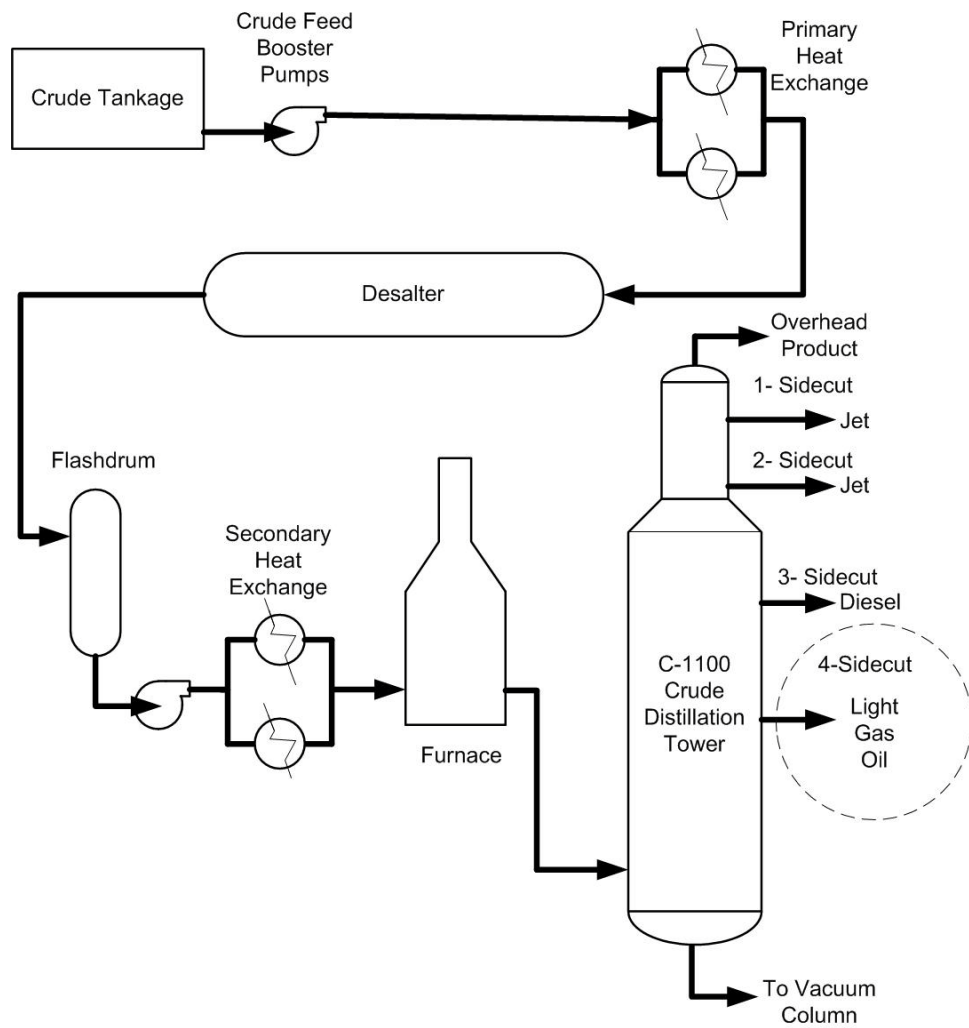 Crude Feed
Booster
Pumps
Primary
Heat
Exchange
Crude Tankage
Desalter
Overhead
Product
1- Sidecut
Jet
2- Sidecut
Jet
Flashdrum
Secondary
Heat
Exchange
3- Sidecut
Diesel
4-Sidecut
Light
Gas
Oil
C-1100
Crude
Distillation
Tower
Furnace
To Vacuum
Column